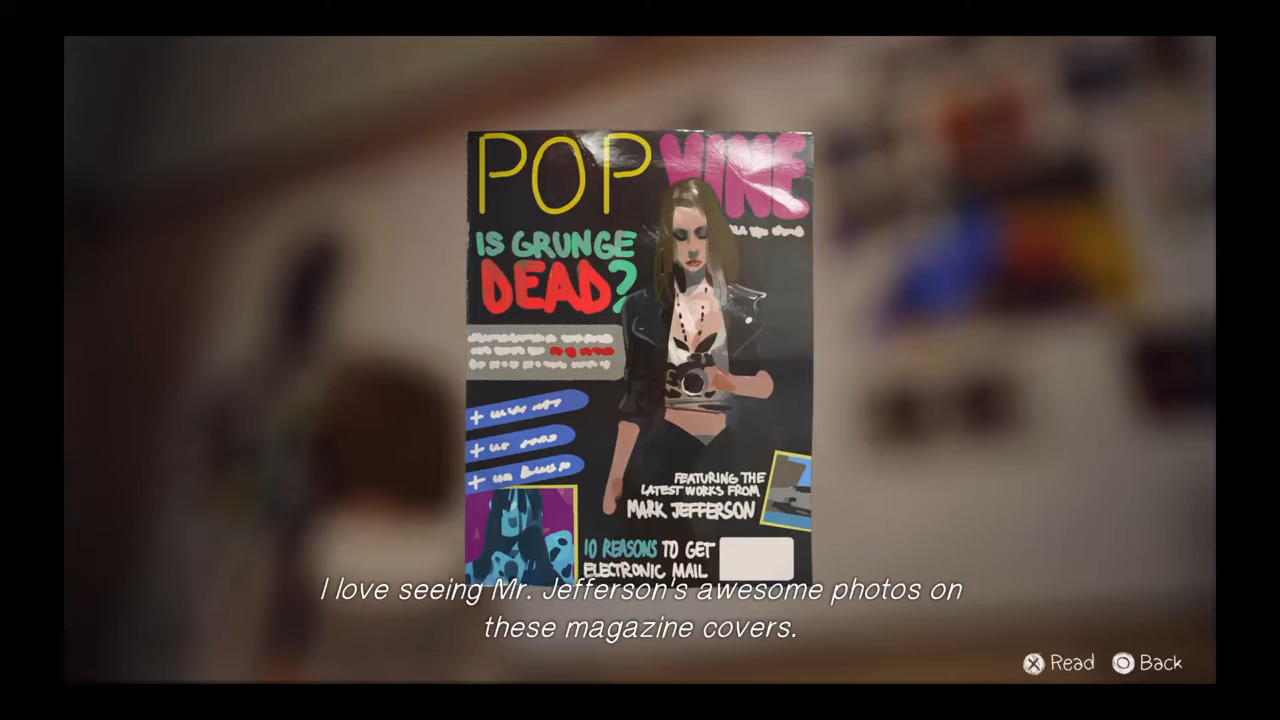 POP VINE
IS GRUNGE
DEAD?
FEATURING THE
LATEST WORKS FROM
MARK JEFFERSON
10 REASONS TO GET
ELECTRONIC MAIL
I love seeing Mr. Jefferson's awesome photos on
these magazine covers.
Read Back